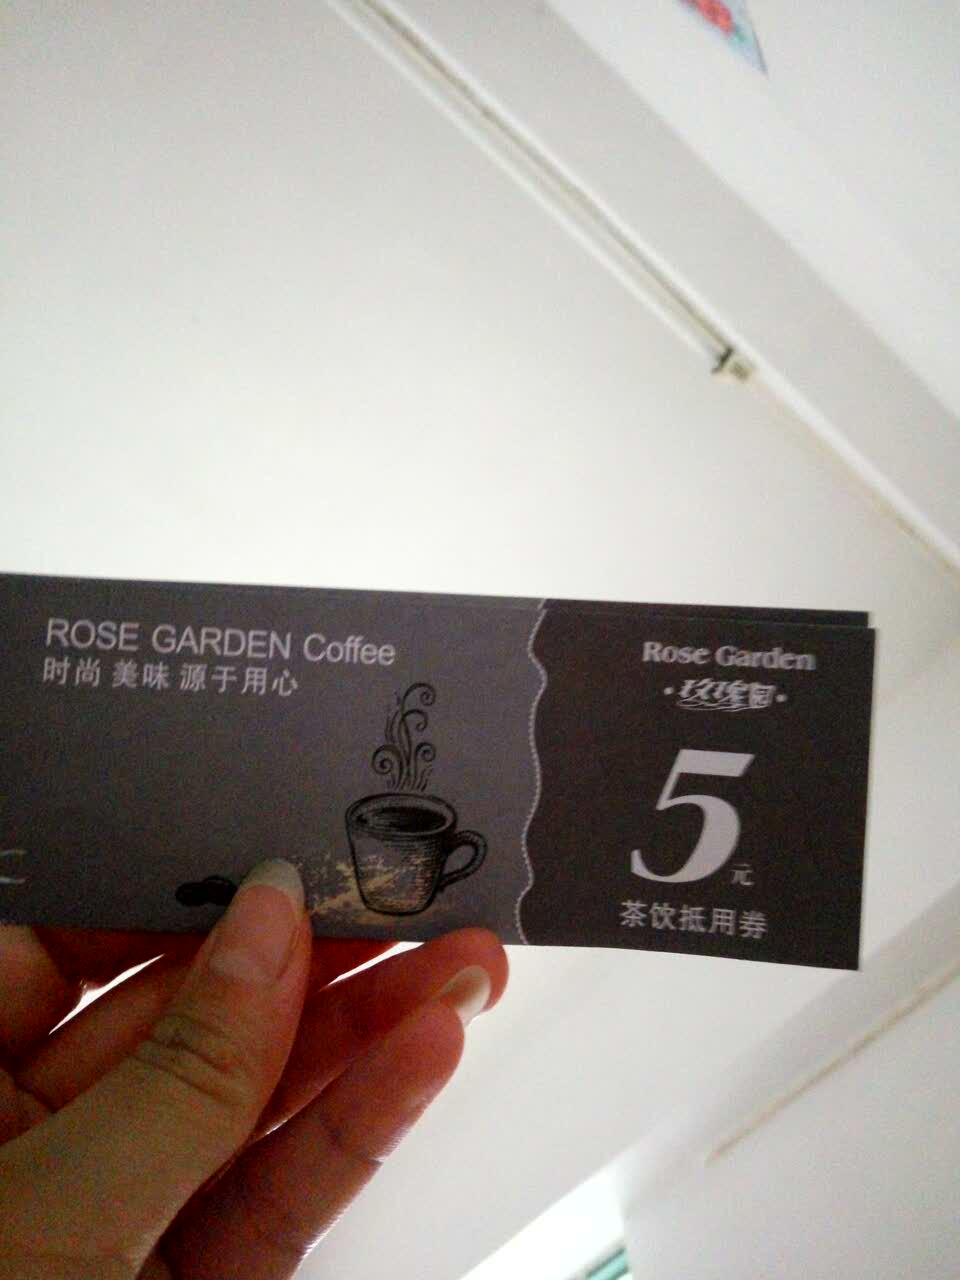 ROSE GARDEN Coffee
时尚 美味 源于用心
Rose Garden
·玫瑰园·
5元
茶饮抵用券